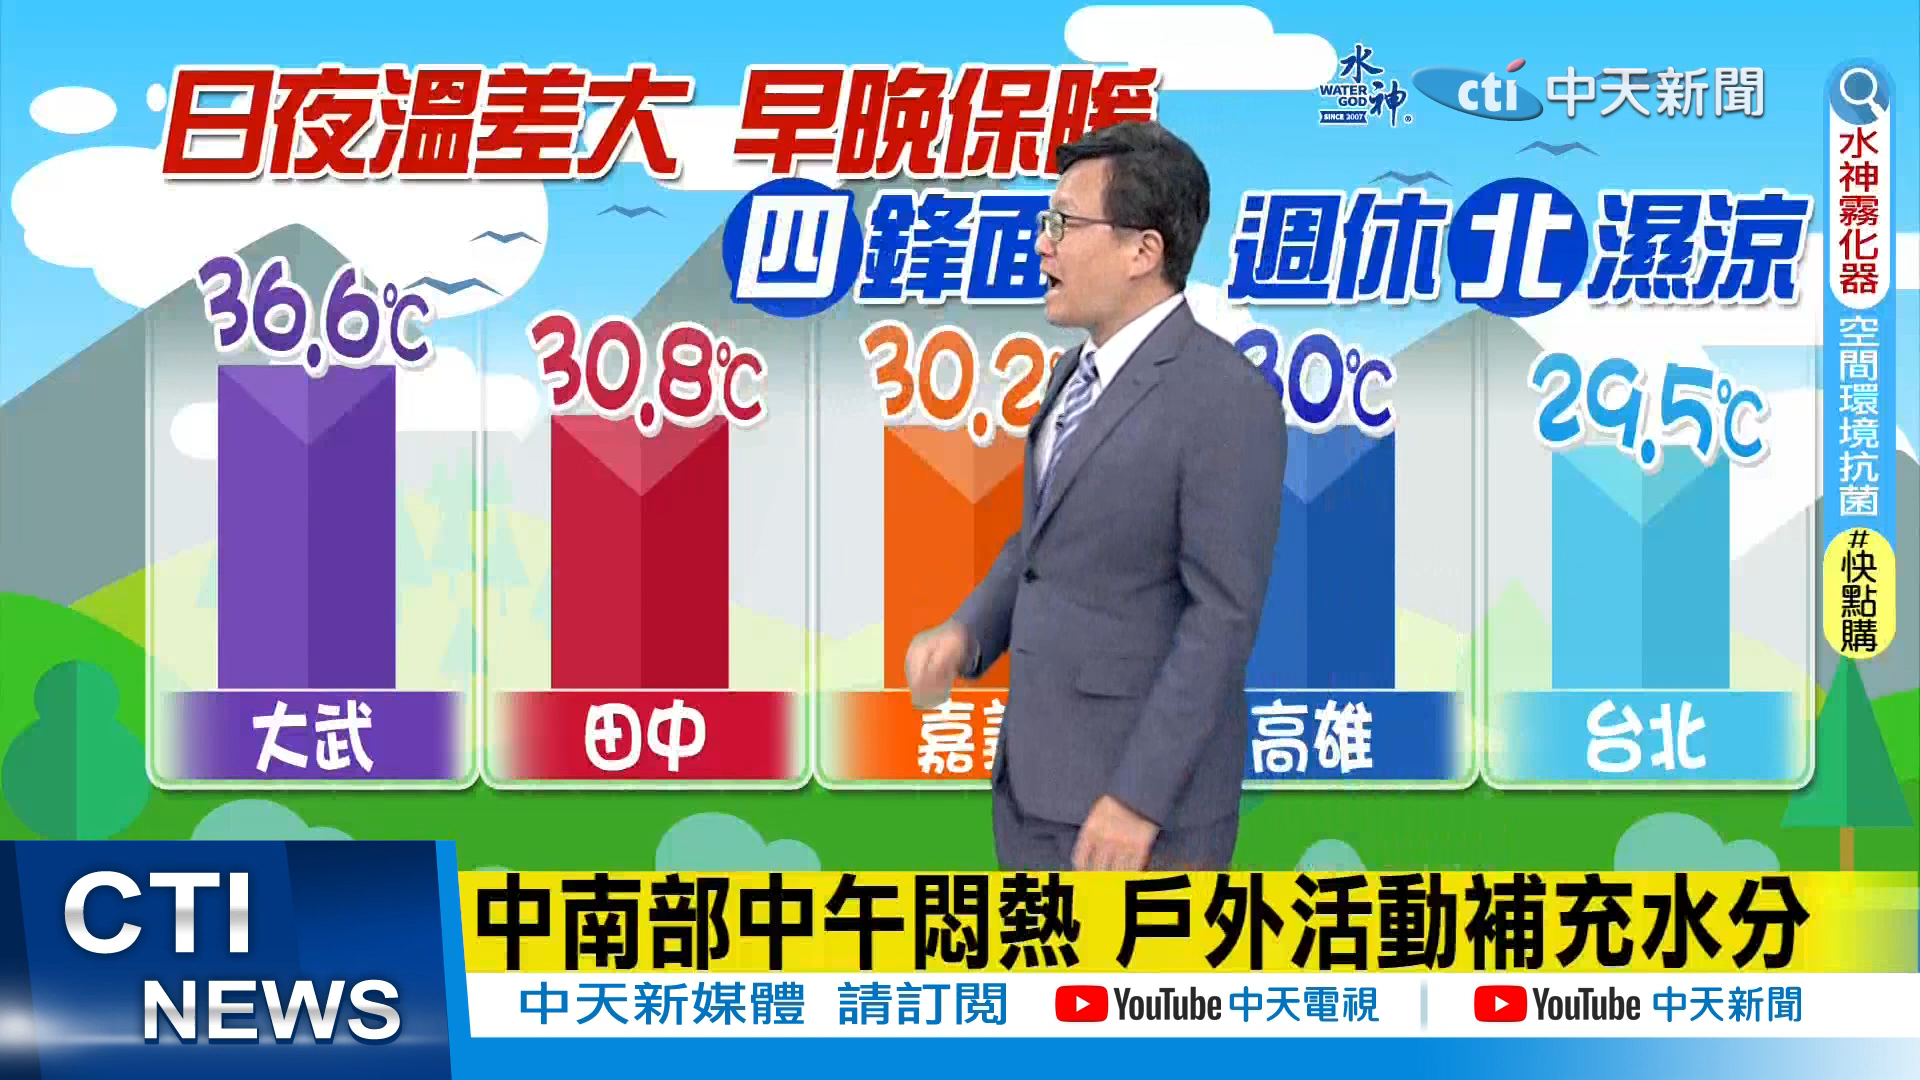 日夜溫差大 早晚保暖
四鋒面 週休北濕涼
水神
WATER GOD
SINCE 2007
cti 中天新聞
水神霧化器
空間環境抗菌
#快點購
36.6℃
30.8℃
30.2
30℃
29.5℃
大武
田中
嘉
高雄
台北
CTI NEWS
中南部中午悶熱 戶外活動補充水分
中天新媒體 請訂閱 YouTube 中天電視 | YouTube 中天新聞